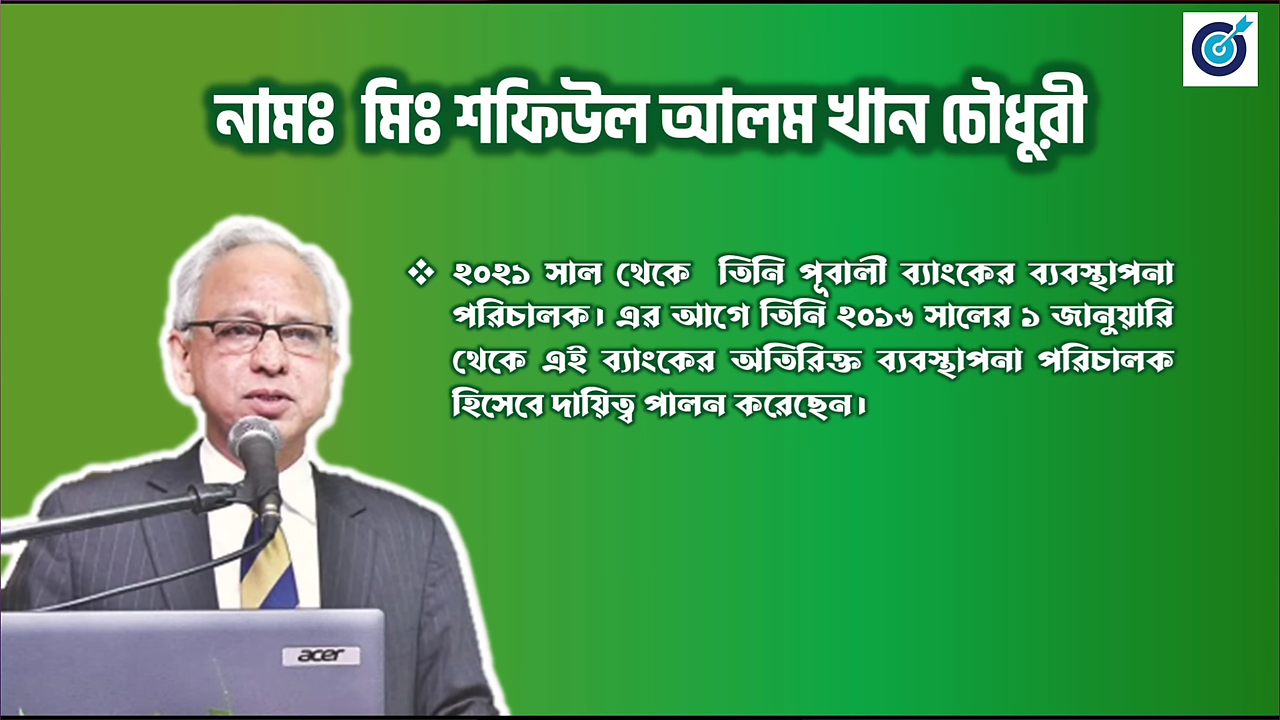 নামঃ মিঃ শফিউল আলম খান চৌধুরী
❖ ২০২১ সাল থেকে তিনি পূবালী ব্যাংকের ব্যবস্থাপনা
পরিচালক। এর আগে তিনি ২০১৬ সালের ১ জানুয়ারি
থেকে এই ব্যাংকের অতিরিক্ত ব্যবস্থাপনা পরিচালক
হিসেবে দায়িত্ব পালন করেছেন।
acer